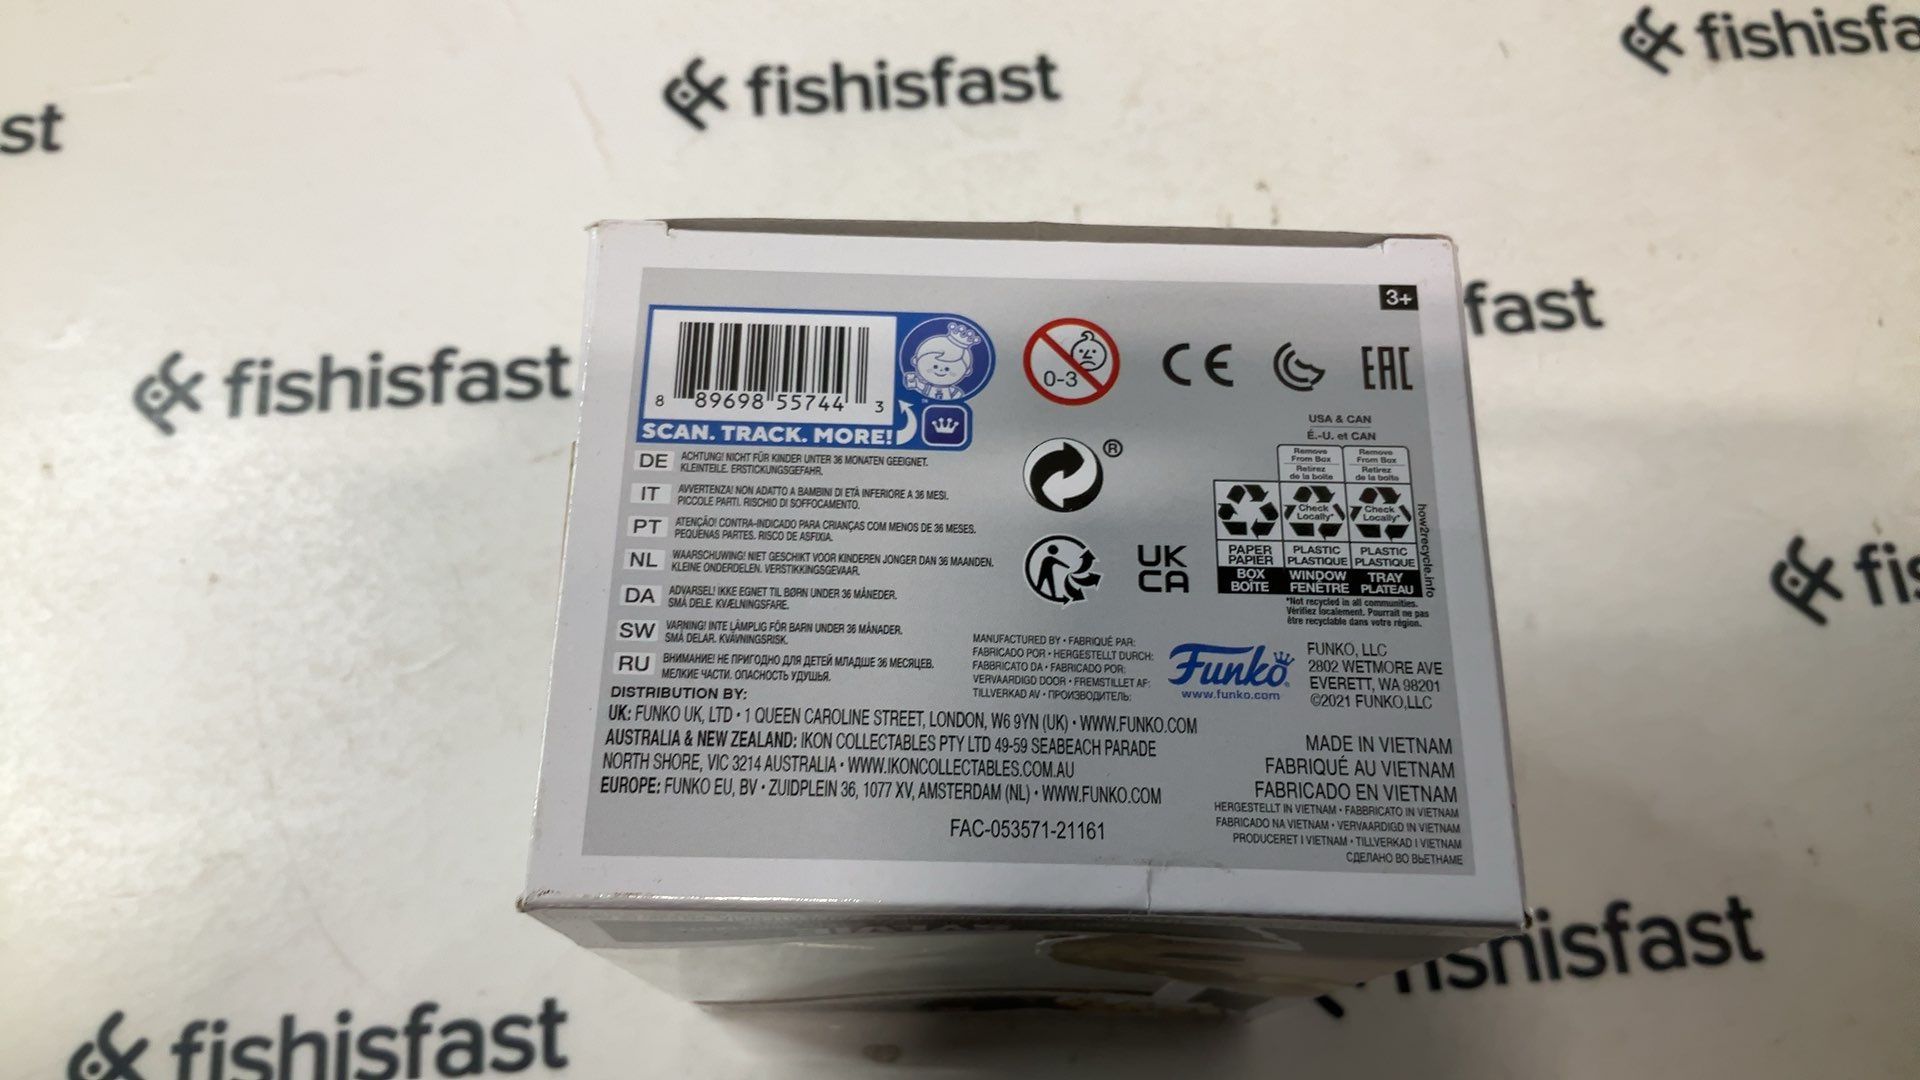 fishisfast
fishisfa
st
fast
fishisfast
3+
8 89698 55744 3
SCAN. TRACK. MORE!
0-3
CE
EAC
USA & CAN
É.-U. et CAN
Remove From Box
Retirez de la boîte
Remove From Box
Retirez de la boîte
Check Locally*
Check Locally*
PAPER PAPIER
PLASTIC PLASTIQUE
PLASTIC PLASTIQUE
BOX BOÎTE
WINDOW FENÊTRE
TRAY PLATEAU
how2recycle.info
*Not recycled in all communities.
Vérifiez localement. Pourrait ne pas
être recyclable dans votre région.
®
UK
CA
DE ACHTUNG! NICHT FÜR KINDER UNTER 36 MONATEN GEEIGNET.
KLEINTEILE. ERSTICKUNGSGEFAHR.
IT AVVERTENZA! NON ADATTO A BAMBINI DI ETÀ INFERIORE A 36 MESI.
PICCOLE PARTI. RISCHIO DI SOFFOCAMENTO.
PT ATENÇÃO! CONTRA-INDICADO PARA CRIANÇAS COM MENOS DE 36 MESES.
PEQUENAS PARTES. RISCO DE ASFIXIA.
NL WAARSCHUWING! NIET GESCHIKT VOOR KINDEREN JONGER DAN 36 MAANDEN.
KLEINE ONDERDELEN. VERSTIKKINGSGEVAAR.
DA ADVARSEL! IKKE EGNET TIL BØRN UNDER 36 MÅNEDER.
SMÅ DELE. KVÆLNINGSFARE.
SW VARNING! INTE LÄMPLIG FÖR BARN UNDER 36 MÅNADER.
SMÅ DELAR. KVÄVNINGSRISK.
RU ВНИМАНИЕ! НЕ ПРИГОДНО ДЛЯ ДЕТЕЙ МЛАДШЕ 36 МЕСЯЦЕВ.
МЕЛКИЕ ЧАСТИ. ОПАСНОСТЬ УДУШЬЯ.
MANUFACTURED BY • FABRIQUÉ PAR:
FABRICADO POR • HERGESTELLT DURCH:
FABBRICATO DA • FABRICADO POR:
VERVAARDIGD DOOR • FREMSTILLET AF:
TILLVERKAD AV • ПРОИЗВОДИТЕЛЬ:
Funko
www.funko.com
FUNKO, LLC
2802 WETMORE AVE
EVERETT, WA 98201
©2021 FUNKO,LLC
DISTRIBUTION BY:
UK: FUNKO UK, LTD • 1 QUEEN CAROLINE STREET, LONDON, W6 9YN (UK) • WWW.FUNKO.COM
AUSTRALIA & NEW ZEALAND: IKON COLLECTABLES PTY LTD 49-59 SEABEACH PARADE
NORTH SHORE, VIC 3214 AUSTRALIA • WWW.IKONCOLLECTABLES.COM.AU
EUROPE: FUNKO EU, BV • ZUIDPLEIN 36, 1077 XV, AMSTERDAM (NL) • WWW.FUNKO.COM
FAC-053571-21161
MADE IN VIETNAM
FABRIQUÉ AU VIETNAM
FABRICADO EN VIETNAM
HERGESTELLT IN VIETNAM • FABBRICATO IN VIETNAM
FABRICADO NA VIETNAM • VERVAARDIGD IN VIETNAM
PRODUCERET I VIETNAM • TILLVERKAD I VIETNAM
СДЕЛАНО ВО ВЬЕТНАМЕ
fis
fishisfast
fishisfast